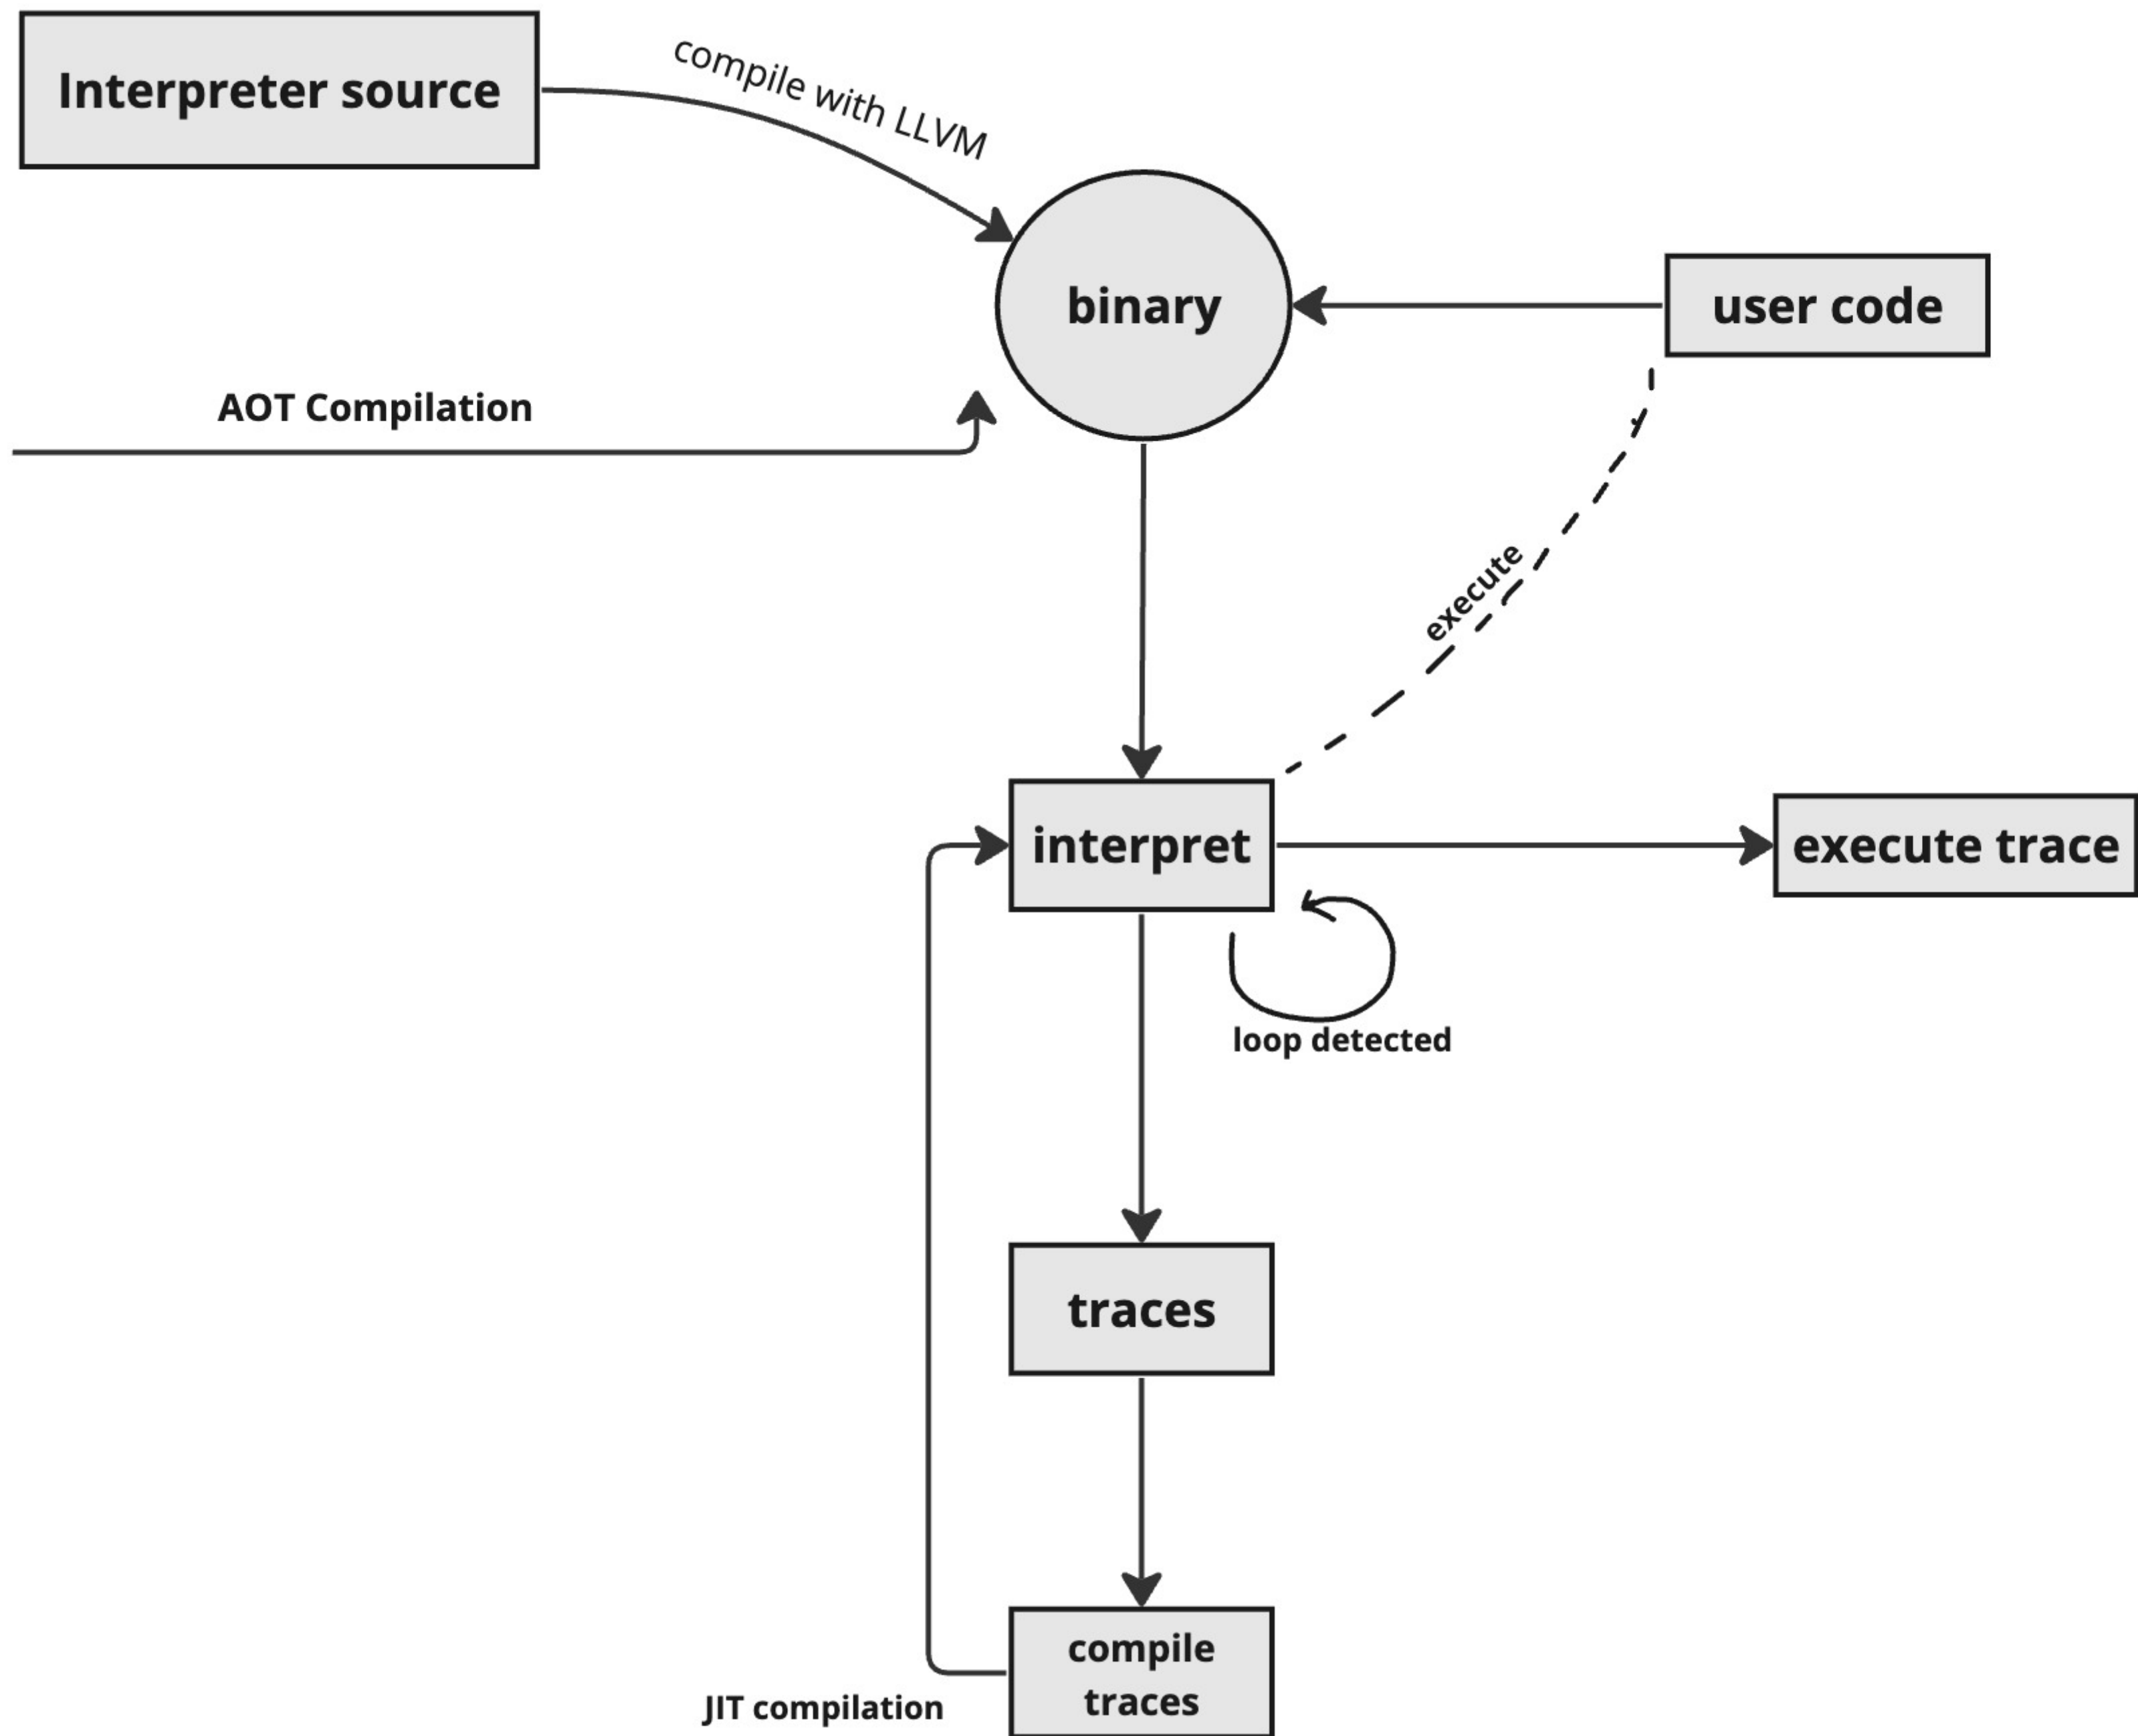 Interpreter source
compile with LLVM
binary
user code
AOT Compilation
execute
interpret
execute trace
loop detected
traces
compile
traces
JIT compilation